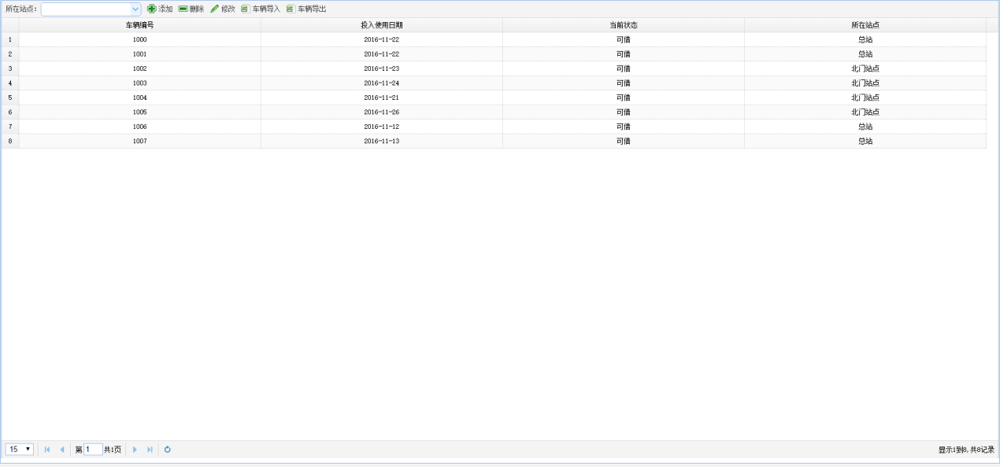 所在站点： 添加 删除 修改 车辆导入 车辆导出
车辆编号 投入使用日期 当前状态 所在站点
1 1000 2016-11-22 可借 总站
2 1001 2016-11-22 可借 总站
3 1002 2016-11-23 可借 北门站点
4 1003 2016-11-24 可借 北门站点
5 1004 2016-11-21 可借 北门站点
6 1005 2016-11-26 可借 北门站点
7 1006 2016-11-12 可借 总站
8 1007 2016-11-13 可借 总站
15 第 1 共1页 显示1到8,共8记录